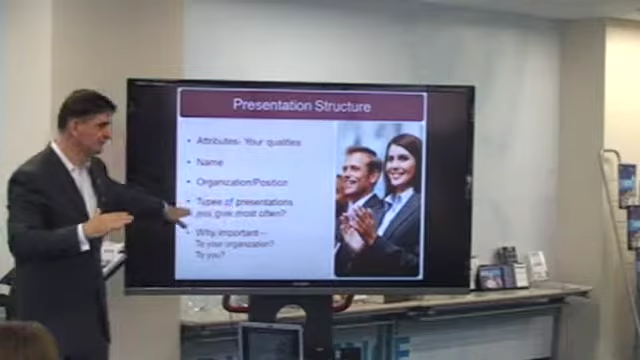 Presentation Structure
• Attributes- Your qualities
• Name
• Organization/Position
• Types of presentations
you give most often?
• Why important –
To your organization?
To you?